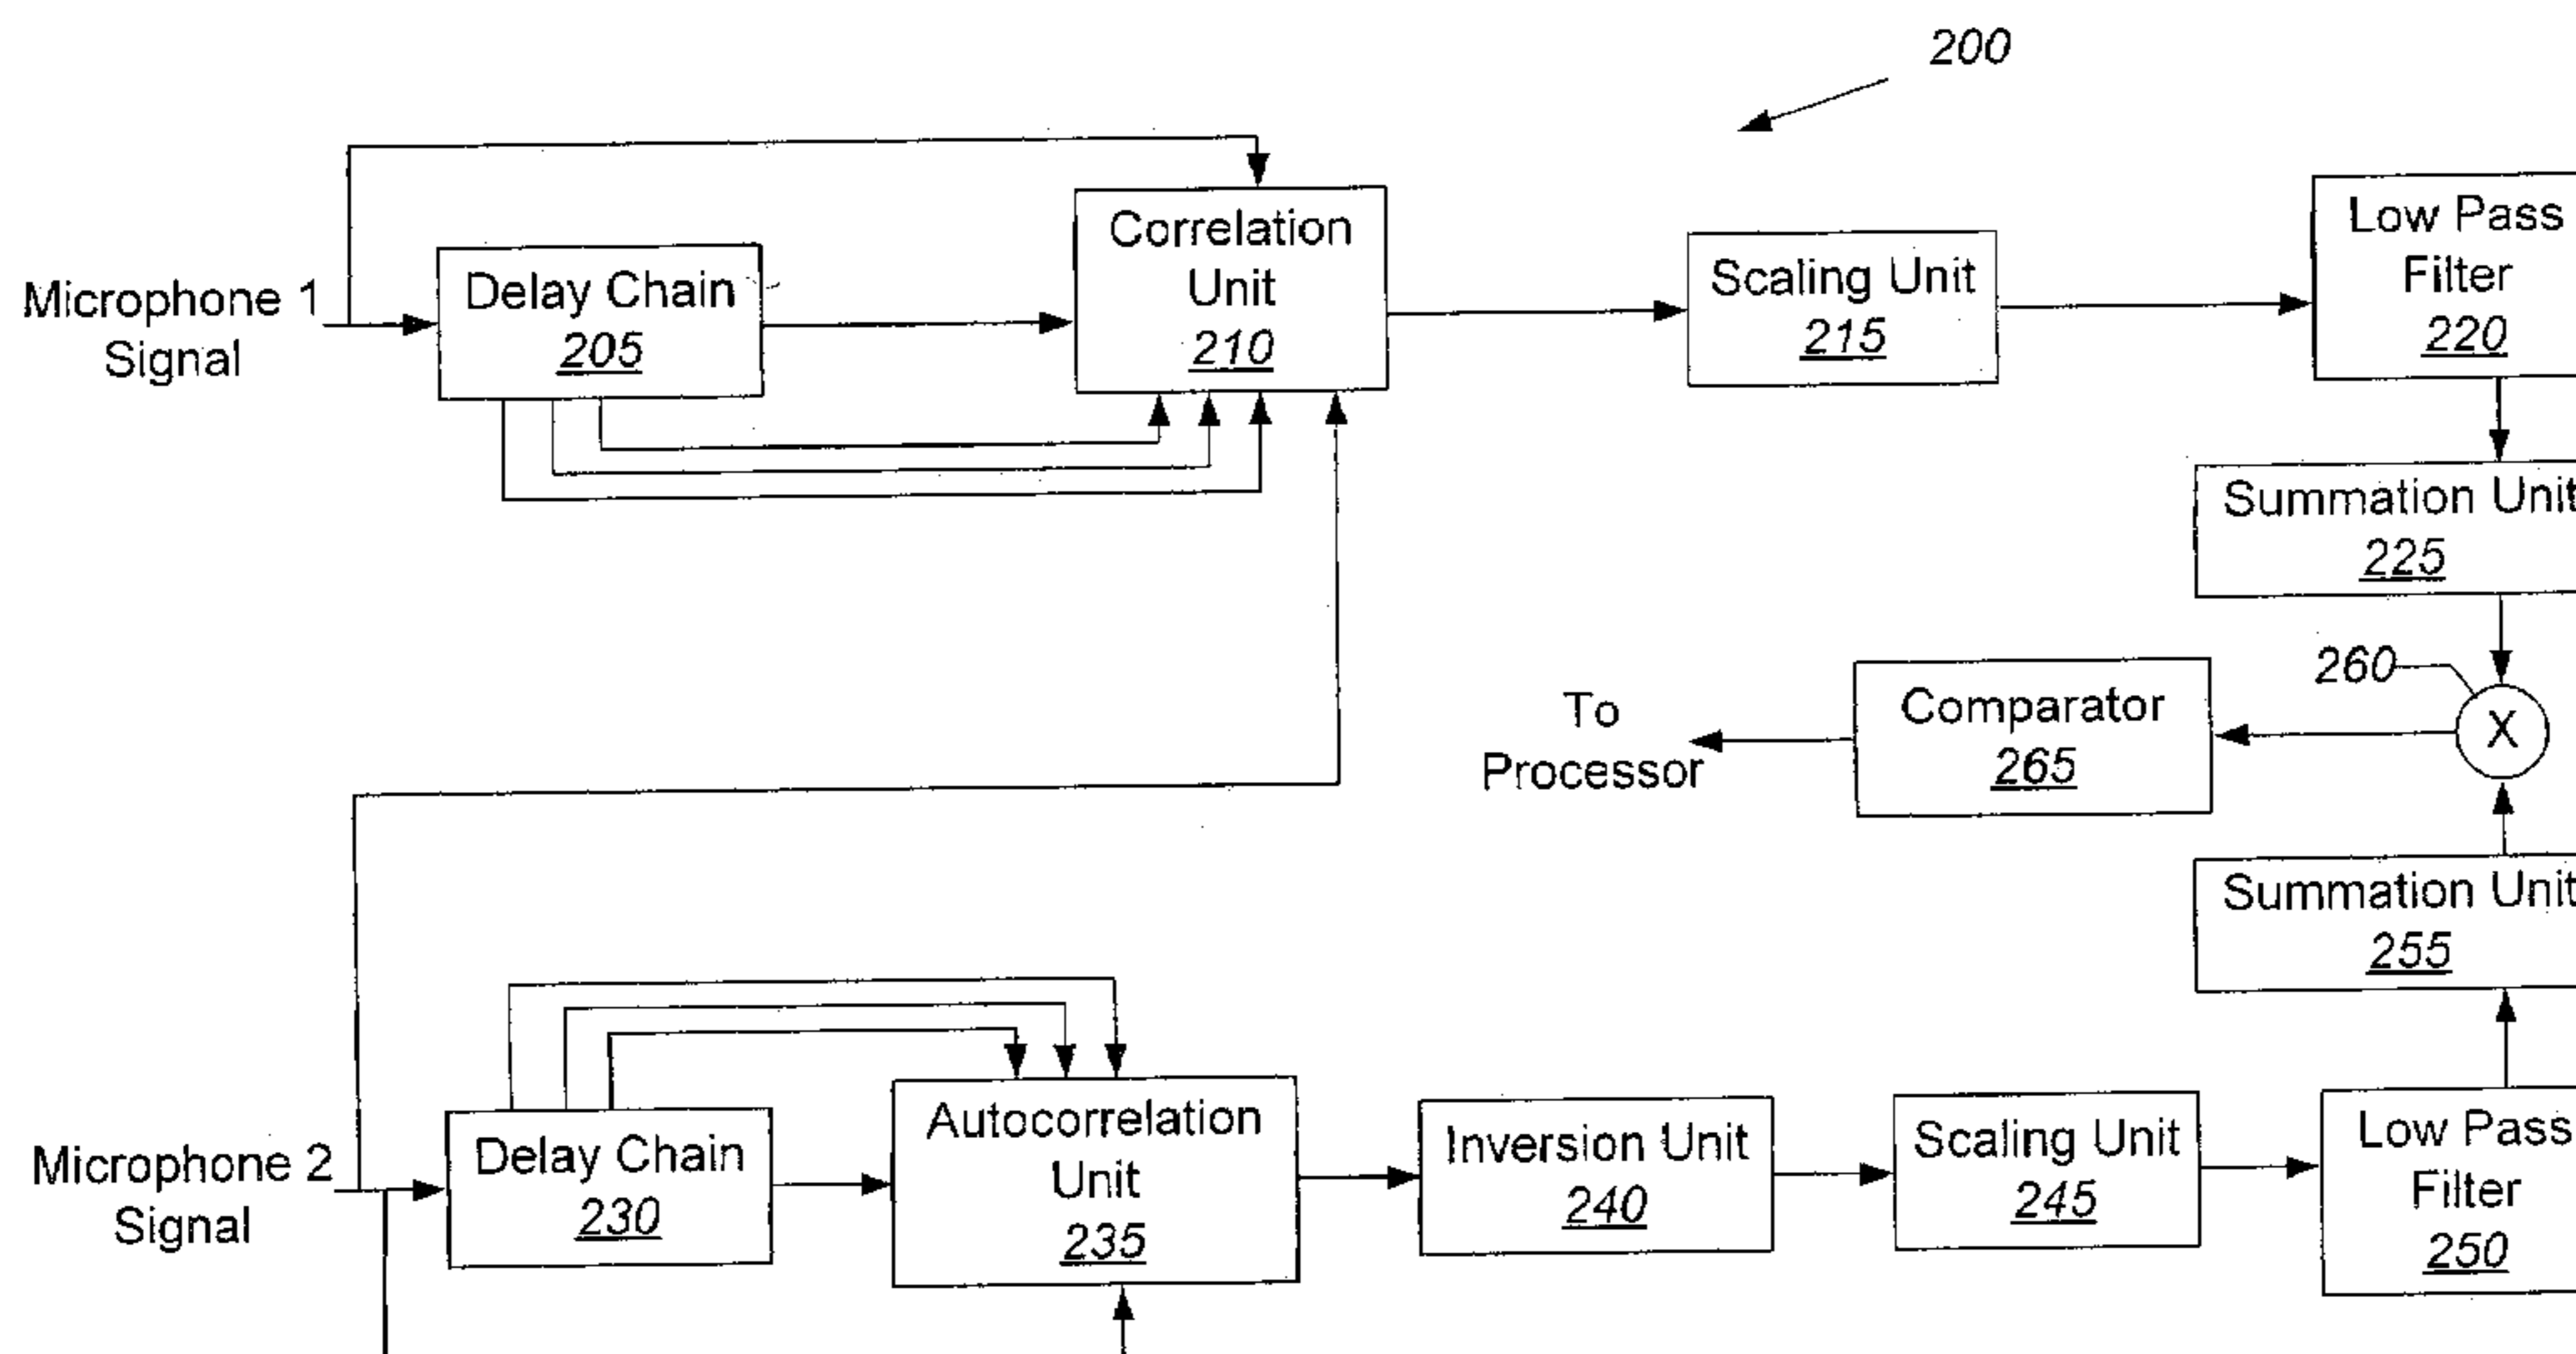 200
Microphone 1
Signal
Delay Chain
205
Correlation
Unit
210
Scaling Unit
215
Low Pass
Filter
220
Summation Unit
225
260
X
Comparator
265
To
Processor
Summation Unit
255
Microphone 2
Signal
Delay Chain
230
Autocorrelation
Unit
235
Inversion Unit
240
Scaling Unit
245
Low Pass
Filter
250